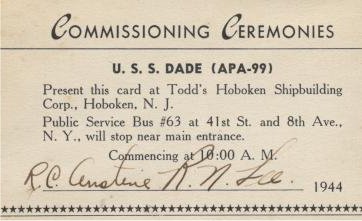 COMMISSIONING CEREMONIES
U. S. S. DADE (APA-99)
Present this card at Todd's Hoboken Shipbuilding
Corp., Hoboken, N. J.
Public Service Bus #63 at 41st St. and 8th Ave.,
N. Y., will stop near main entrance.
Commencing at 10:00 A. M.
R.C. R. N. Lee. 1944